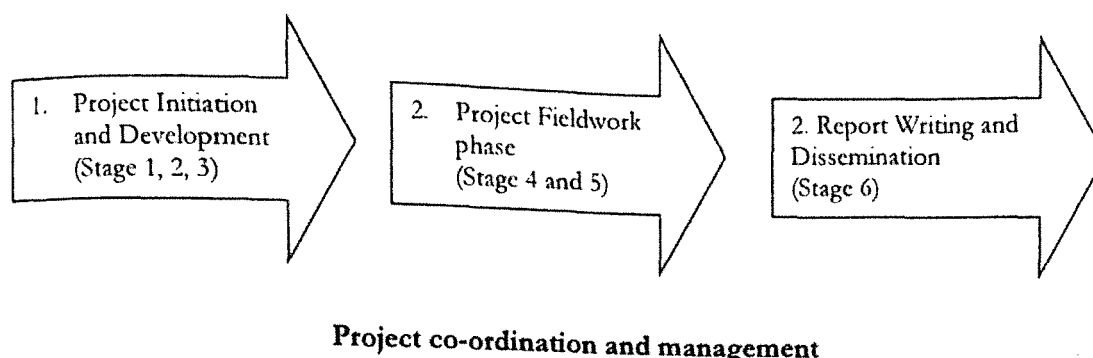 1. Project Initiation
and Development
(Stage 1, 2, 3)
2. Project Fieldwork
phase
(Stage 4 and 5)
2. Report Writing and
Dissemination
(Stage 6)
Project co-ordination and management